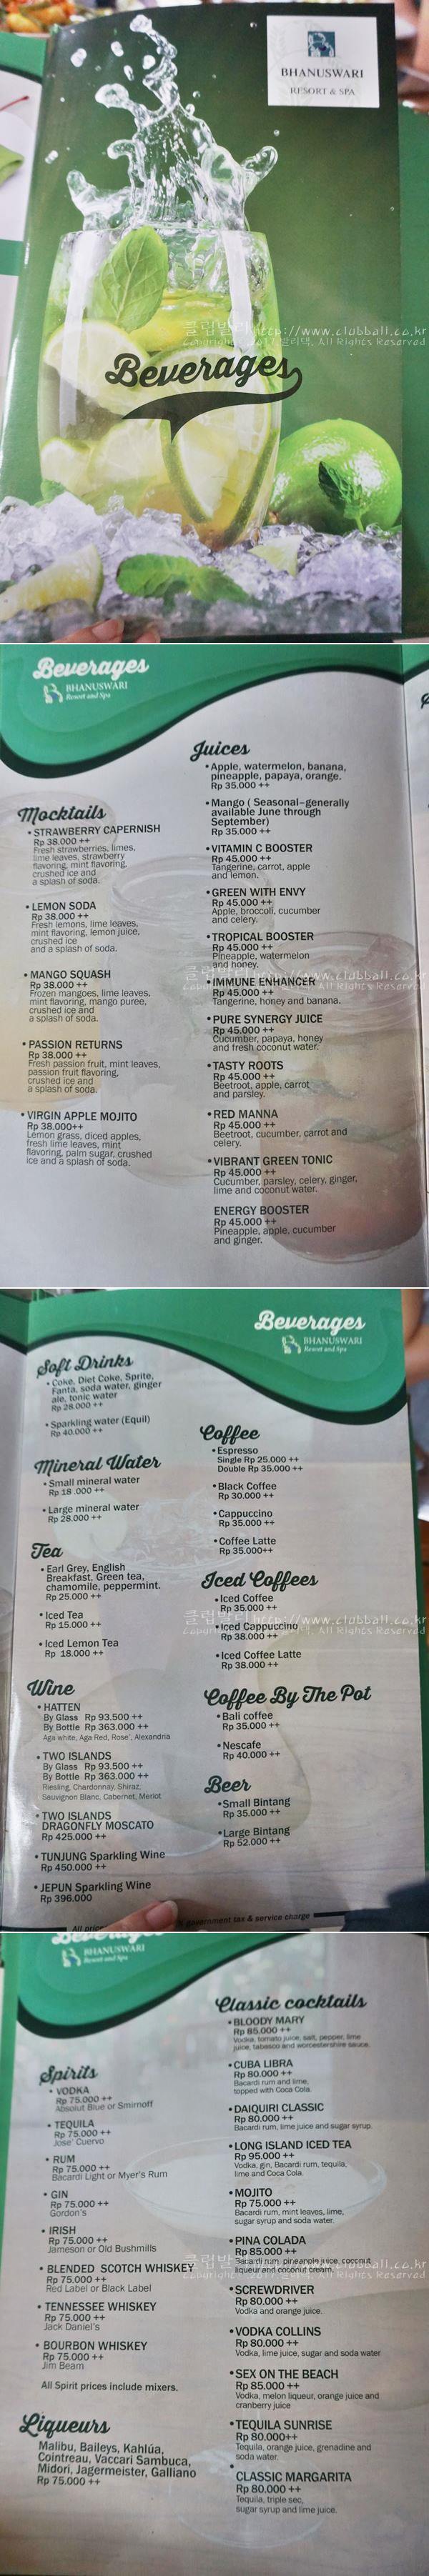 BHANUSWARI
RESORT & SPA
클럽발리 http://www.clubbali.co.kr
All Rights Reserved
Beverages
Beverages
BHANUSWARI
Resort and Spa
Mocktails
• STRAWBERRY CAPERNISH
Rp 38.000 ++
Fresh strawberries, limes,
lime leaves, strawberry
flavoring, mint flavoring,
crushed ice and
a splash of soda.
• LEMON SODA
Rp 38.000 ++
Fresh lemons, lime leaves,
mint flavoring, lemon juice,
crushed ice
and a splash of soda.
• MANGO SQUASH
Rp 38.000 ++
Frozen mangoes, lime leaves,
mint flavoring, mango puree,
crushed ice and
a splash of soda.
• PASSION RETURNS
Rp 38.000 ++
Fresh passion fruit, mint leaves,
passion fruit flavoring,
crushed ice and
a splash of soda.
• VIRGIN APPLE MOJITO
Rp 38.000++
Lemon grass, diced apples,
fresh lime leaves, mint
flavoring, palm sugar, crushed
ice and a splash of soda.
Juices
• Apple, watermelon, banana,
pineapple, papaya, orange.
Rp 35.000 ++
• Mango ( Seasonal-generally
available June through
September)
Rp 35.000 ++
• VITAMIN C BOOSTER
Rp 45.000 ++
Tangerine, carrot, apple
and lemon.
• GREEN WITH ENVY
Rp 45.000 ++
Apple, broccoli, cucumber
and celery.
• TROPICAL BOOSTER
Rp 45.000 ++
Pineapple, watermelon
and honey.
• IMMUNE ENHANCER
Rp 45.000 ++
Tangerine, honey and banana.
• PURE SYNERGY JUICE
Rp 45.000 ++
Cucumber, papaya, honey
and fresh coconut water.
• TASTY ROOTS
Rp 45.000 ++
Beetroot, apple, carrot
and parsley.
• RED MANNA
Rp 45.000 ++
Beetroot, cucumber, carrot and
celery.
• VIBRANT GREEN TONIC
Rp 45.000 ++
Cucumber, parsley, celery, ginger,
lime and coconut water.
ENERGY BOOSTER
Rp 45.000 ++
Pineapple, apple, cucumber
and ginger.
Beverages
BHANUSWARI
Resort and Spa
Soft Drinks
• Coke, Diet Coke, Sprite,
Fanta, soda water, ginger
ale, tonic water
Rp 28.000 ++
• Sparkling water (Equil)
Rp 40.000 ++
Mineral Water
• Small mineral water
Rp 18 .000 ++
• Large mineral water
Rp 28.000 ++
Tea
• Earl Grey, English
Breakfast, Green tea,
chamomile, peppermint.
Rp 25.000 ++
• Iced Tea
Rp 15.000 ++
• Iced Lemon Tea
Rp 18.000 ++
Wine
• HATTEN
By Glass Rp 93.500 ++
By Bottle Rp 363.000 ++
Aga white, Aga Red, Rose', Alexandria
• TWO ISLANDS
By Glass Rp 93.500 ++
By Bottle Rp 363.000 ++
Riesling, Chardonnay, Shiraz,
Sauvignon Blanc, Cabernet, Merlot
• TWO ISLANDS
DRAGONFLY MOSCATO
Rp 425.000 ++
• TUNJUNG Sparkling Wine
Rp 450.000 ++
• JEPUN Sparkling Wine
Rp 396.000
Coffee
• Espresso
Single Rp 25.000 ++
Double Rp 35.000 ++
• Black Coffee
Rp 30.000 ++
• Cappuccino
Rp 35.000 ++
• Coffee Latte
Rp 35.000++
Iced Coffees
• Iced Coffee
Rp 35.000 ++
• Iced Cappuccino
Rp 38.000 ++
• Iced Coffee Latte
Rp 38.000 ++
Coffee By The Pot
• Bali coffee
Rp 35.000 ++
• Nescafe
Rp 40.000 ++
Beer
• Small Bintang
Rp 35.000 ++
• Large Bintang
Rp 52.000 ++
All price
government tax & service charge
Beverages
BHANUSWARI
Resort and Spa
Spirits
• VODKA
Rp 75.000 ++
Absolut Blue or Smirnoff
• TEQUILA
Rp 75.000 ++
Jose' Cuervo
• RUM
Rp 75.000 ++
Bacardi Light or Myer's Rum
• GIN
Rp 75.000 ++
Gordon's
• IRISH
Rp 75.000 ++
Jameson or Old Bushmills
• BLENDED SCOTCH WHISKEY
Rp 75.000 ++
Red Label or Black Label
• TENNESSEE WHISKEY
Rp 75.000 ++
Jack Daniel's
• BOURBON WHISKEY
Rp 75.000 ++
Jim Beam
All Spirit prices include mixers.
Liqueurs
Malibu, Baileys, Kahlúa,
Cointreau, Vaccari Sambuca,
Midori, Jagermeister, Galliano
Rp 75.000 ++
Classic cocktails
• BLOODY MARY
Rp 85.000 ++
Vodka, tomato juice, salt, pepper, lime
juice, tabasco and worcestershire sauce.
• CUBA LIBRA
Rp 80.000 ++
Bacardi rum and lime,
topped with Coca Cola.
• DAIQUIRI CLASSIC
Rp 80.000 ++
Bacardi rum, lime juice and sugar syrup.
• LONG ISLAND ICED TEA
Rp 95.000 ++
Vodka, gin, Bacardi rum, tequila,
lime and Coca Cola.
• MOJITO
Rp 75.000 ++
Bacardi rum, mint leaves, lime,
sugar syrup and soda water.
• PINA COLADA
Rp 85.000 ++
Bacardi rum, pineapple juice, coconut
liqueur and coconut cream.
• SCREWDRIVER
Rp 80.000 ++
Vodka and orange juice.
• VODKA COLLINS
Rp 80.000 ++
Vodka, lime juice, sugar and soda water
• SEX ON THE BEACH
Rp 85.000 ++
Vodka, melon liqueur, orange juice and
cranberry juice
• TEQUILA SUNRISE
Rp 80.000++
Tequila, orange juice, grenadine and
soda water.
• CLASSIC MARGARITA
Rp 80.000 ++
Tequila, triple sec,
sugar syrup and lime juice.